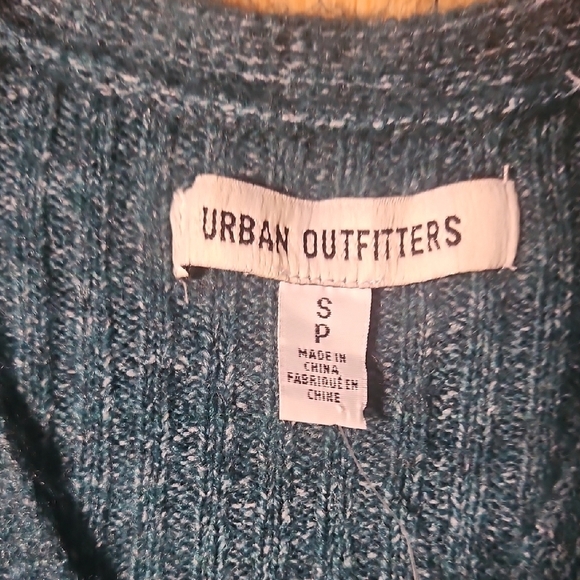 URBAN OUTFITTERS
S
P
MADE IN
CHINA
FABRIQUÉ EN
CHINE